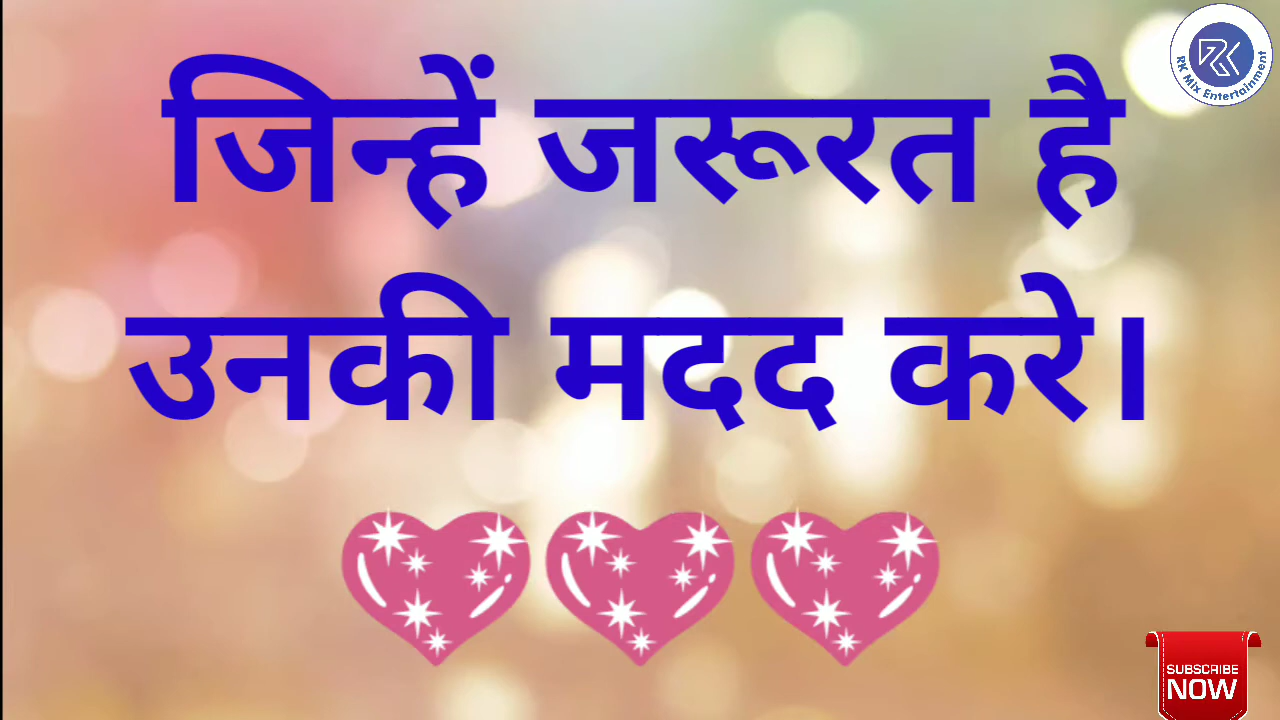 जिन्हें जरूरत है
उनकी मदद करे।
RK Mix Entertainment
SUBSCRIBE
NOW